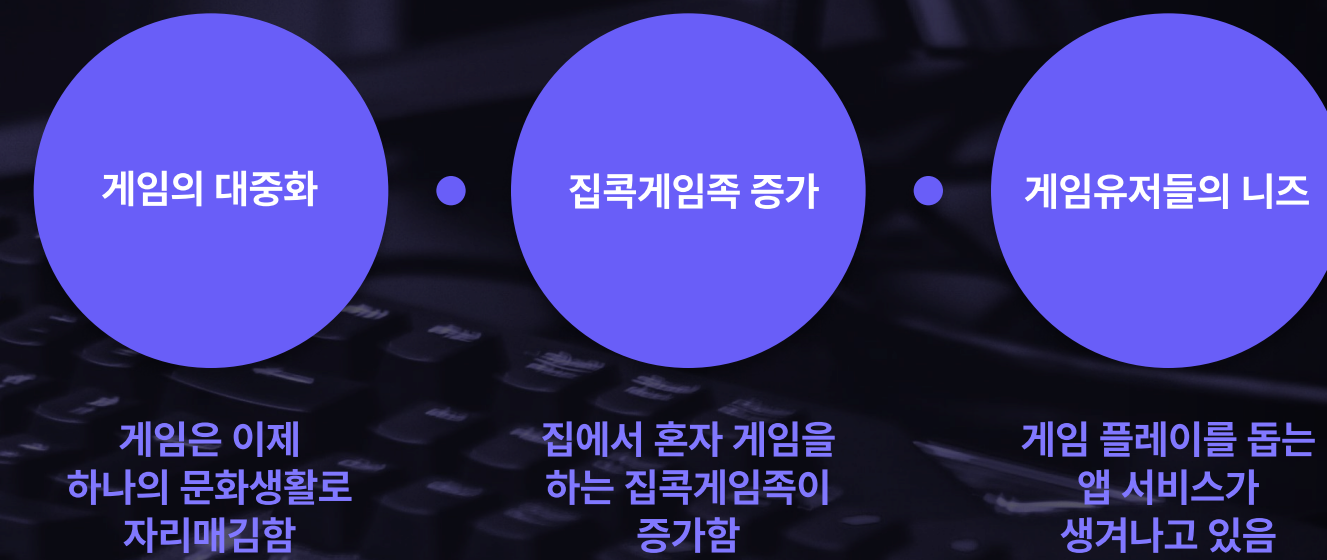 게임의 대중화
집콕게임족 증가
게임유저들의 니즈
게임은 이제
하나의 문화생활로
자리매김함
집에서 혼자 게임을
하는 집콕게임족이
증가함
게임 플레이를 돕는
앱 서비스가
생겨나고 있음